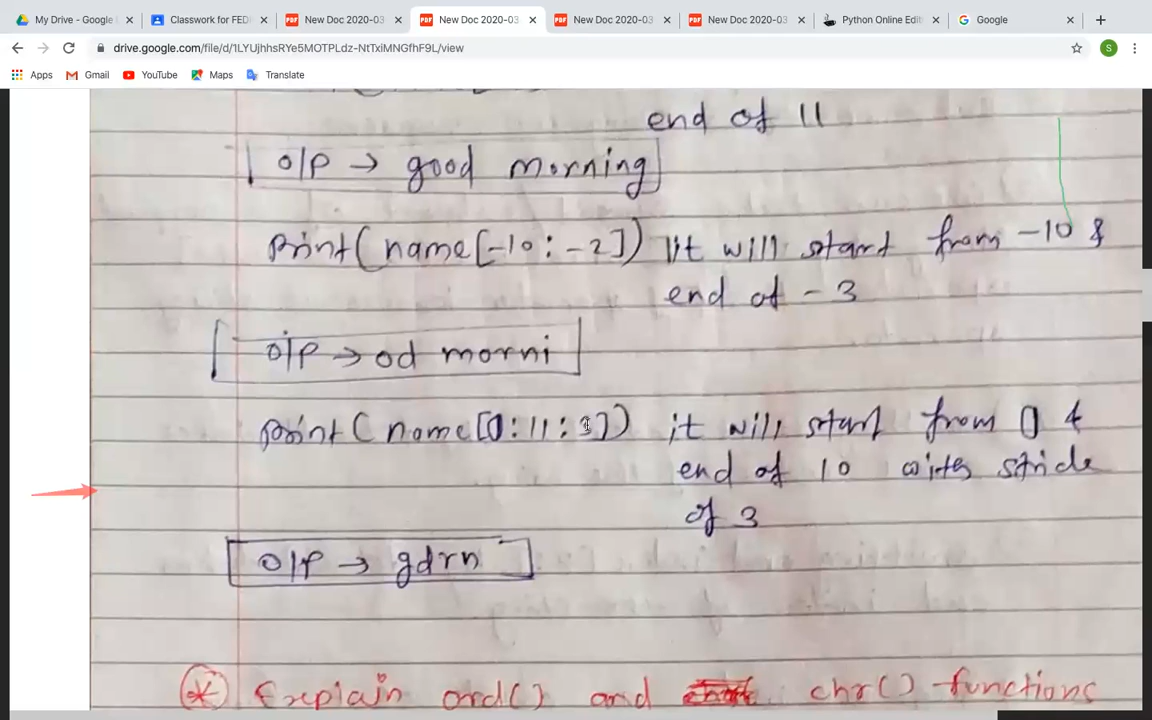 My Drive - Google
Classwork for FEDI
New Doc 2020-03
New Doc 2020-03
New Doc 2020-03
New Doc 2020-03
Python Online Edit
Google
drive.google.com/file/d/1LYUjhhsRYe5MOTPLdz-NtTxiMNGfhF9L/view
S
Apps
Gmail
YouTube
Maps
Translate
end of 11
o/p → good morning
print(name[-10:-2]) it will start from -10 &
end of -3
o/p → od morni
print(name[0:11:3]) it will start from 0 &
end of 10 with stride
of 3
o/p → gdrn
* Explain ord() and chr() functions